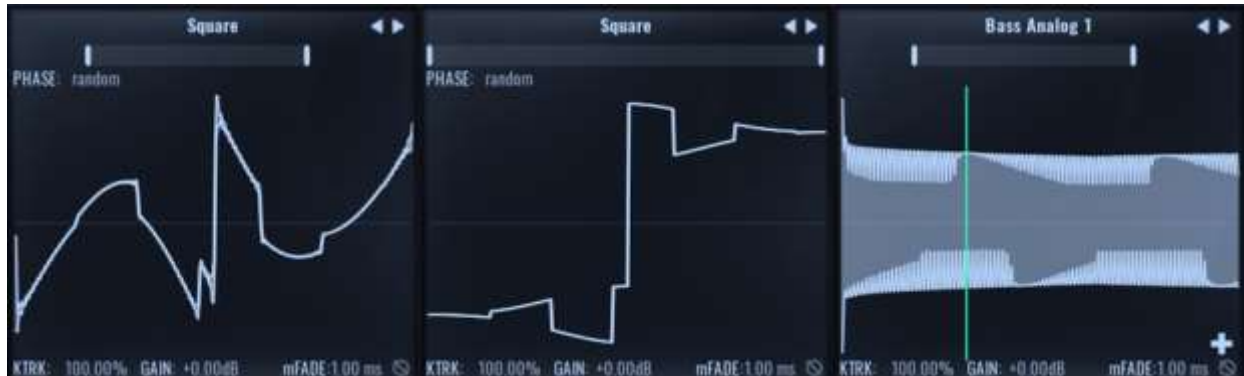 Square
PHASE: random
KTRK: 100.00% GAIN: +0.00dB mFADE:1.00 ms
Square
PHASE: random
KTRK: 100.00% GAIN: +0.00dB mFADE:1.00 ms
Bass Analog 1
KTRK: 100.00% GAIN: +0.00dB mFADE:1.00 ms